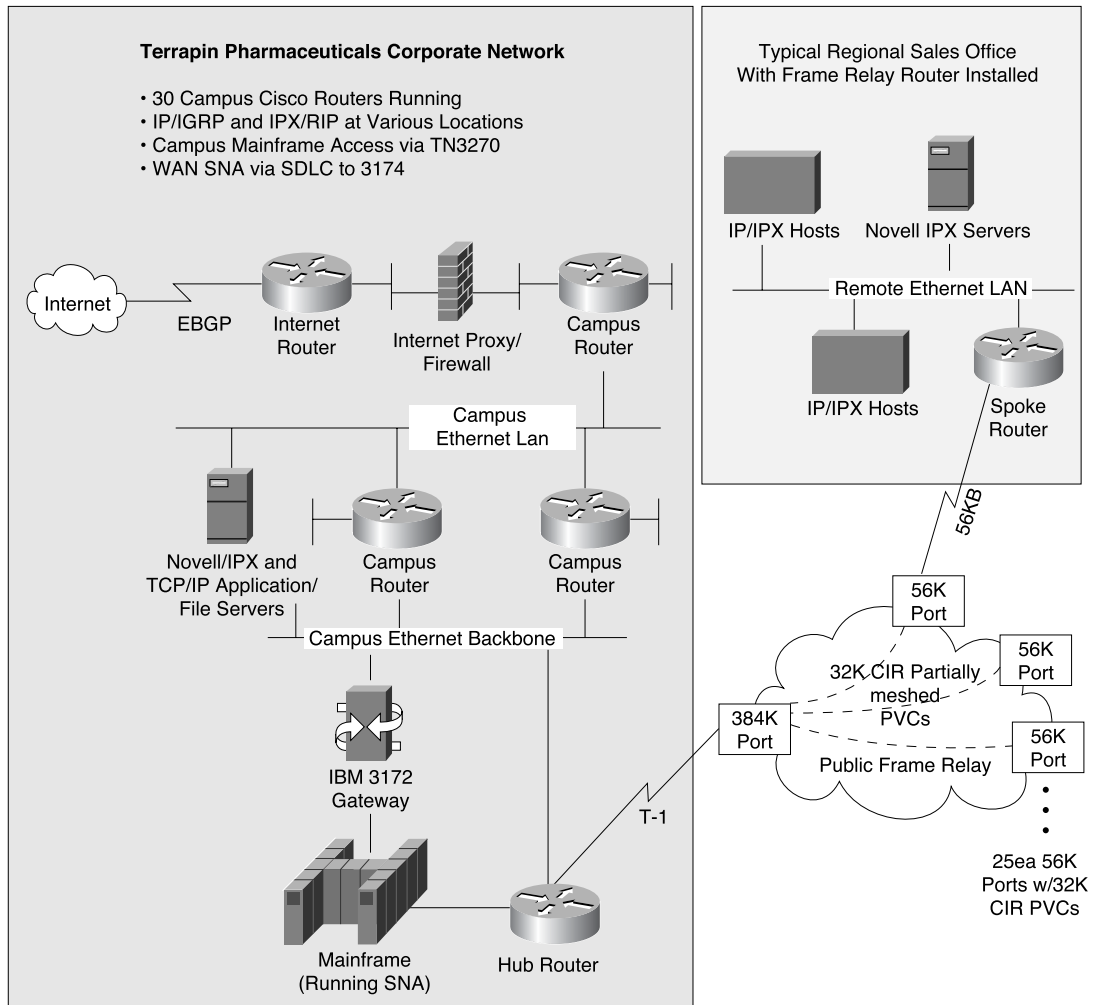 Terrapin Pharmaceuticals Corporate Network
• 30 Campus Cisco Routers Running
• IP/IGRP and IPX/RIP at Various Locations
• Campus Mainframe Access via TN3270
• WAN SNA via SDLC to 3174
Internet
EBGP
Internet
Router
Internet Proxy/
Firewall
Campus
Router
Campus
Ethernet Lan
Novell/IPX and
TCP/IP Application/
File Servers
Campus
Router
Campus
Router
Campus Ethernet Backbone
IBM 3172
Gateway
Mainframe
(Running SNA)
Hub Router
T-1
Typical Regional Sales Office
With Frame Relay Router Installed
IP/IPX Hosts
Novell IPX Servers
Remote Ethernet LAN
IP/IPX Hosts
Spoke
Router
56KB
56K
Port
56K
Port
32K CIR Partially
meshed
PVCs
384K
Port
56K
Port
Public Frame Relay
25ea 56K
Ports w/32K
CIR PVCs